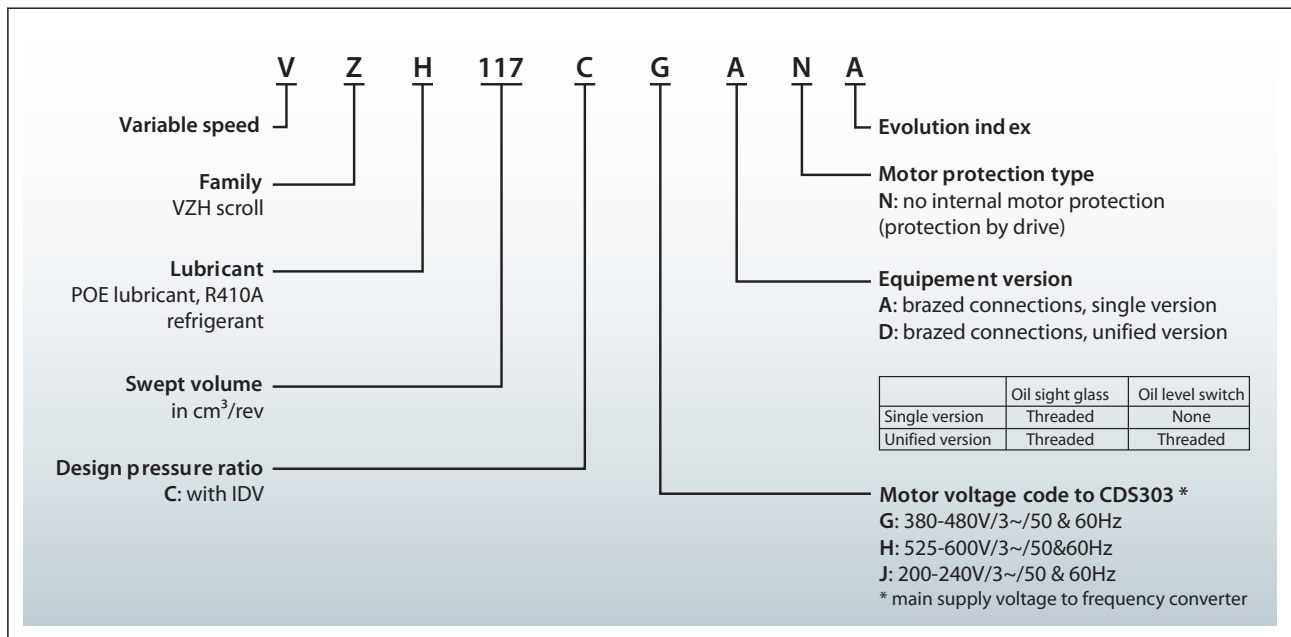 V Z H 117 C G A N A
Variable speed
Family
VZH scroll
Lubricant
POE lubricant, R410A
refrigerant
Swept volume
in cm³/rev
Design pressure ratio
C: with IDV
Evolution ind ex
Motor protection type
N: no internal motor protection
(protection by drive)
Equipement version
A: brazed connections, single version
D: brazed connections, unified version
Oil sight glass Oil level switch
Single version Threaded None
Unified version Threaded Threaded
Motor voltage code to CDS303 *
G: 380-480V/3~/50 & 60Hz
H: 525-600V/3~/50&60Hz
J: 200-240V/3~/50 & 60Hz
* main supply voltage to frequency converter